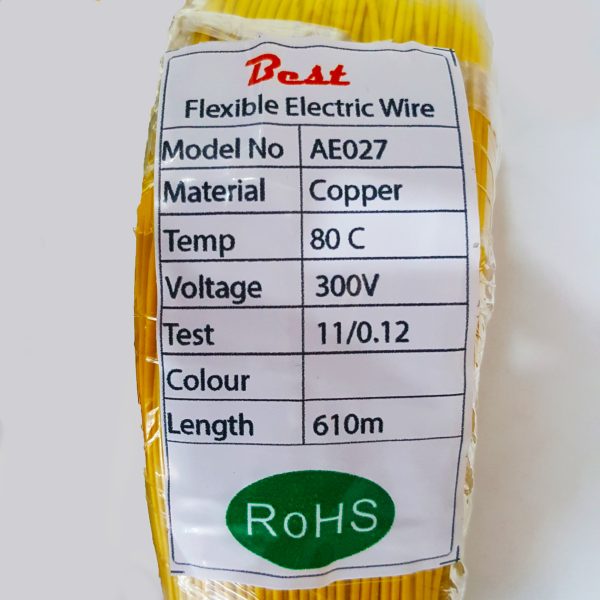 Best
Flexible Electric Wire
Model No AE027
Material Copper
Temp 80 C
Voltage 300V
Test 11/0.12
Colour
Length 610m
RoHS